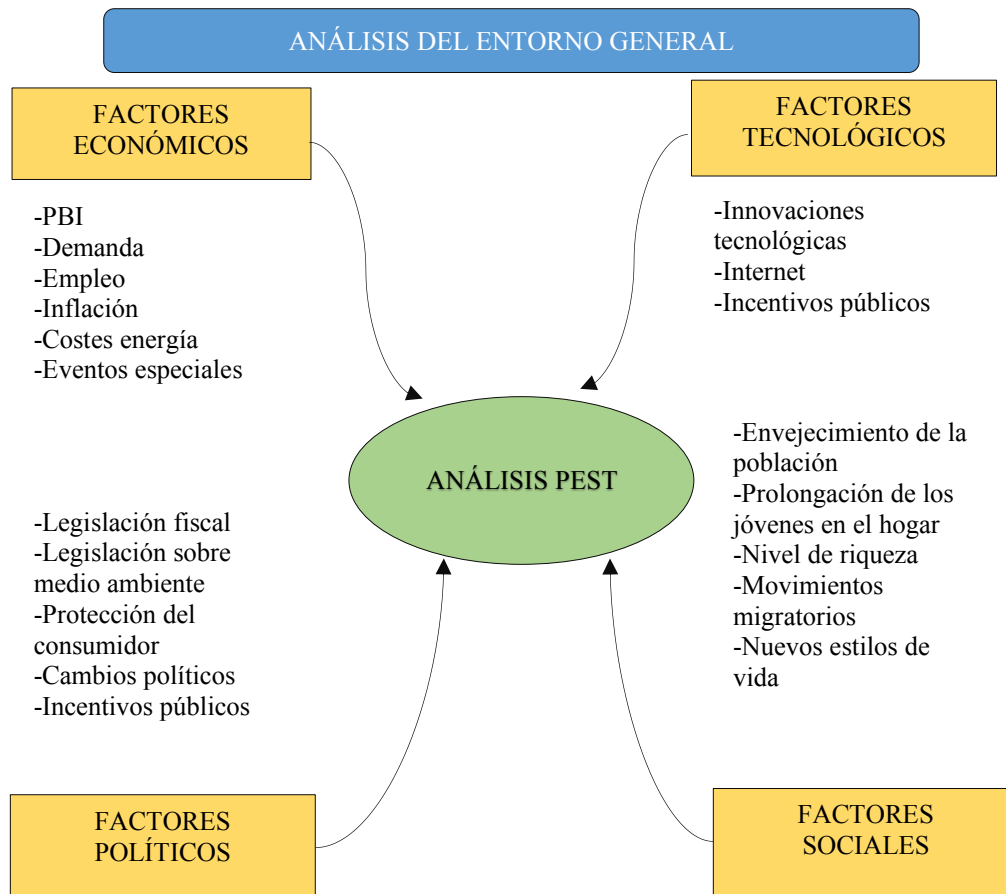 ANÁLISIS DEL ENTORNO GENERAL
FACTORES
ECONÓMICOS
-PBI
-Demanda
-Empleo
-Inflación
-Costes energía
-Eventos especiales
FACTORES
TECNOLÓGICOS
-Innovaciones
tecnológicas
-Internet
-Incentivos públicos
ANÁLISIS PEST
-Legislación fiscal
-Legislación sobre
medio ambiente
-Protección del
consumidor
-Cambios políticos
-Incentivos públicos
FACTORES
POLÍTICOS
-Envejecimiento de la
población
-Prolongación de los
jóvenes en el hogar
-Nivel de riqueza
-Movimientos
migratorios
-Nuevos estilos de
vida
FACTORES
SOCIALES